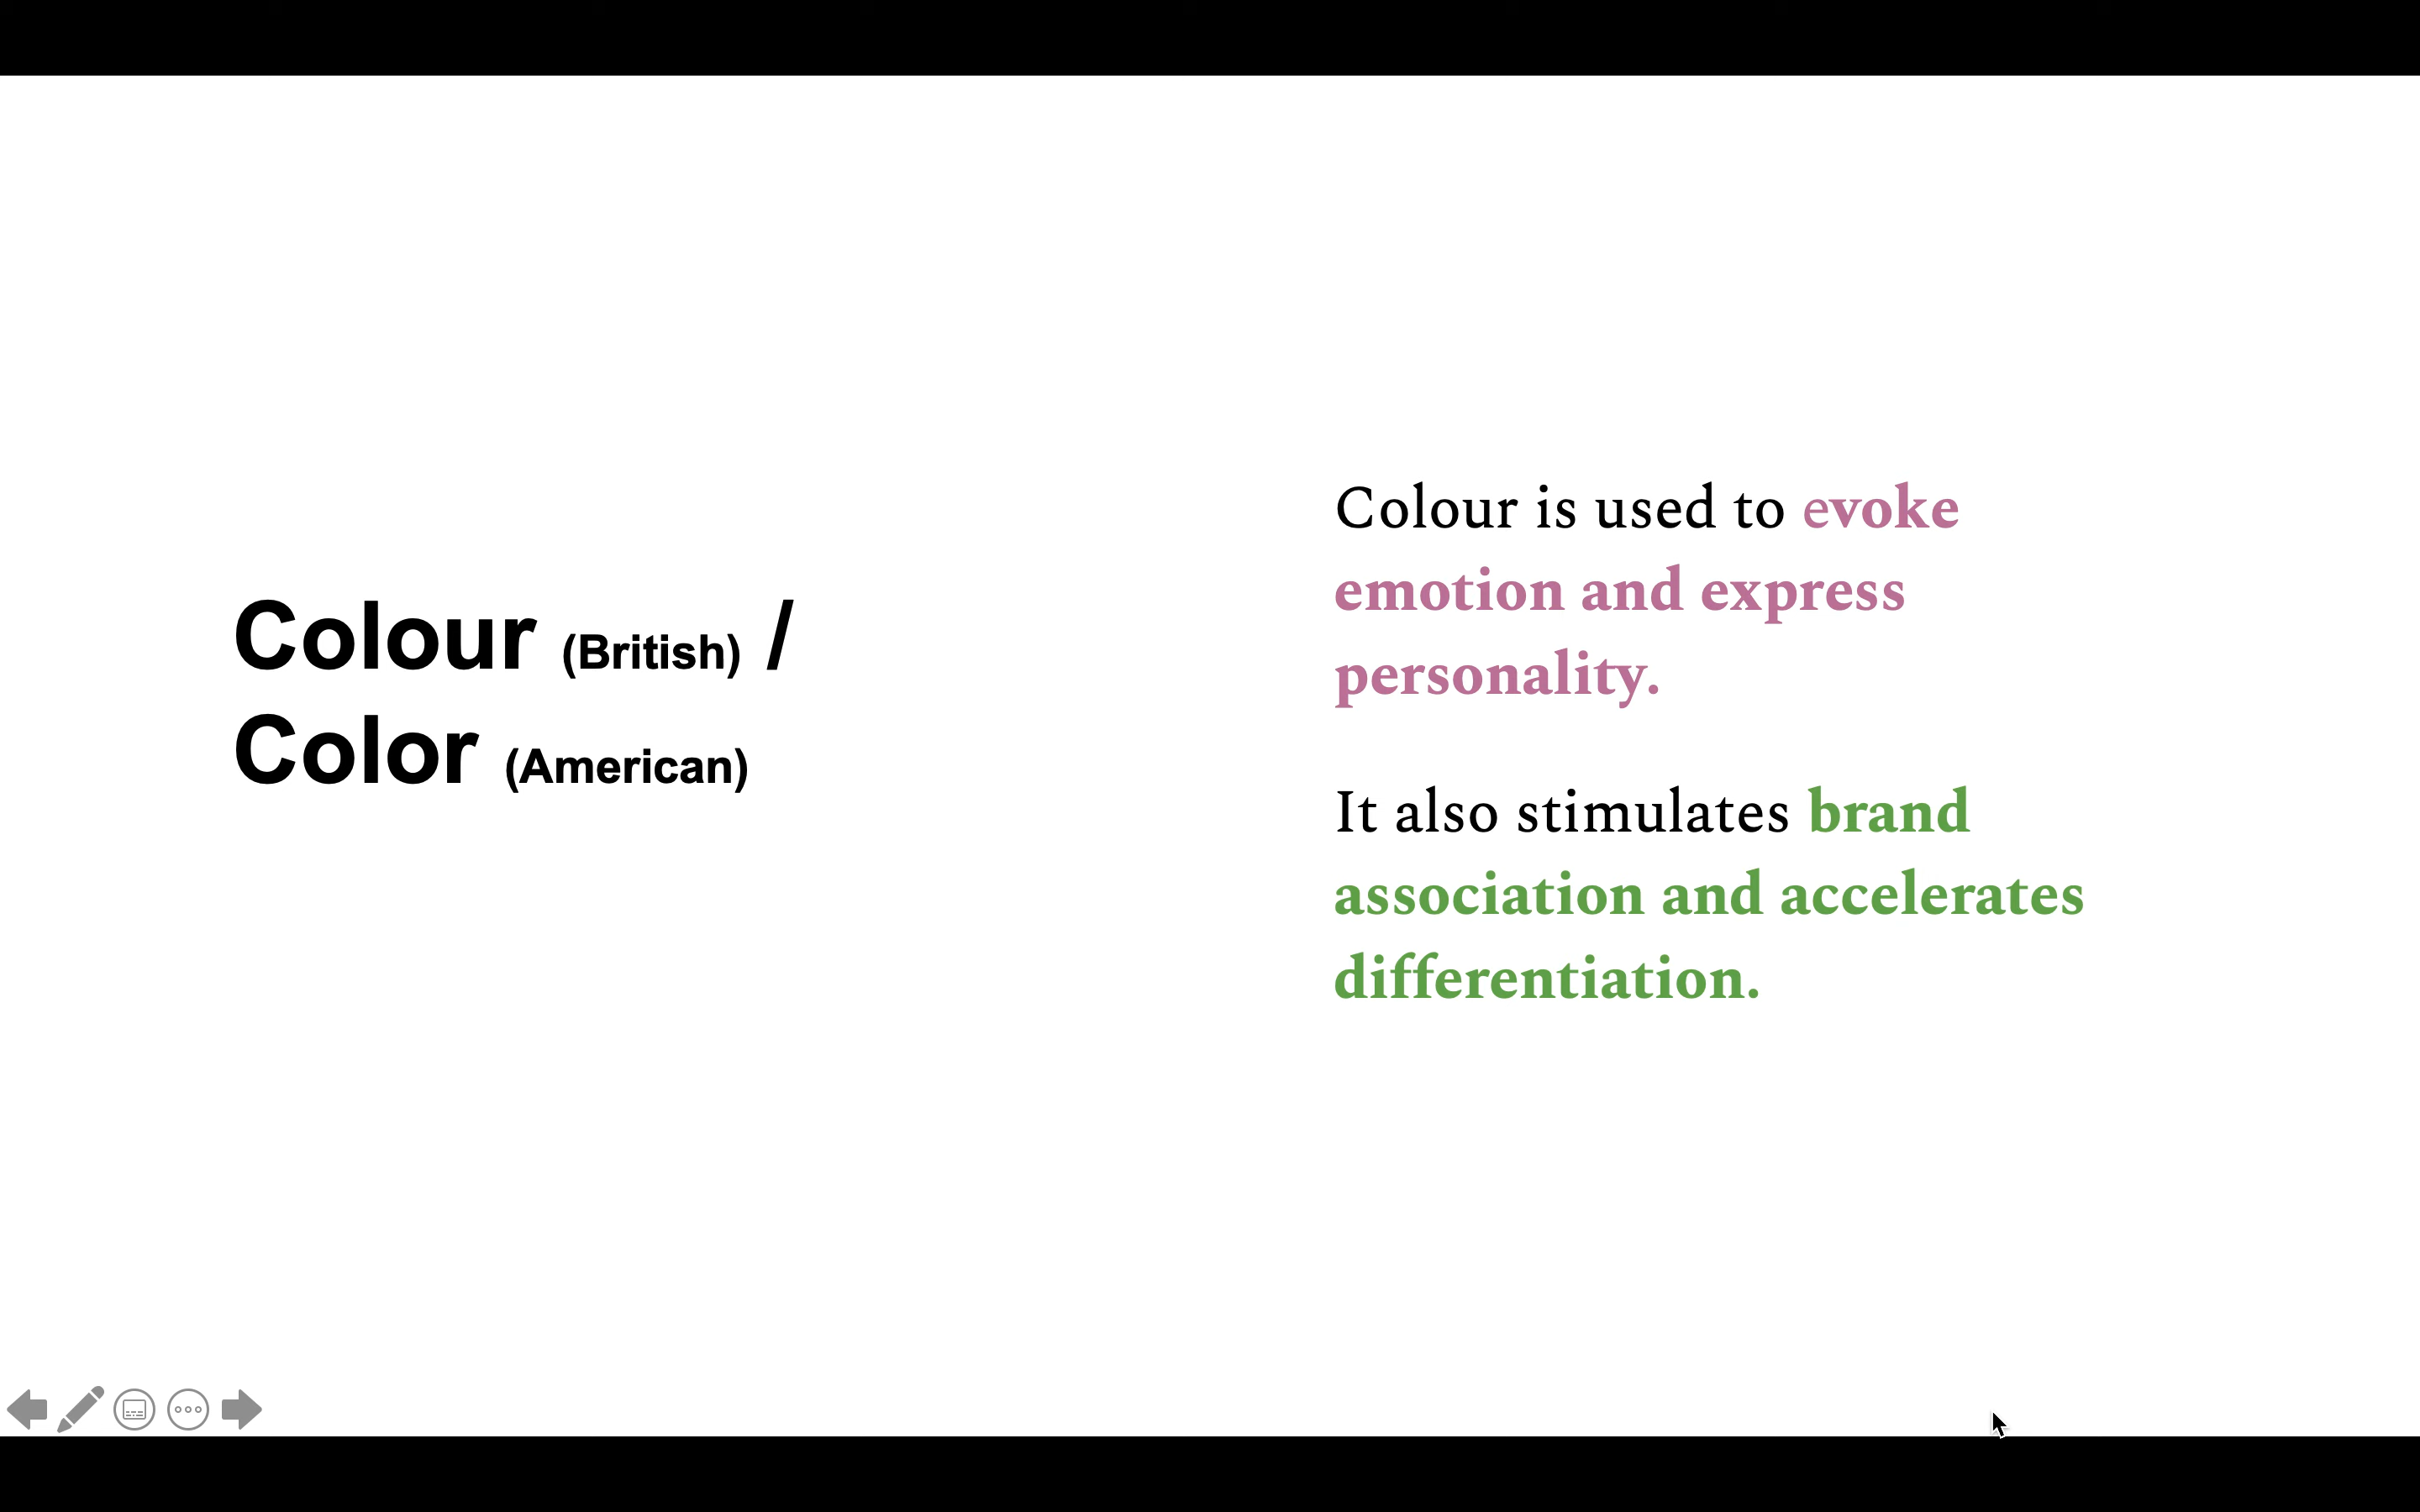 Colour (British) /
Color (American)
Colour is used to evoke
emotion and express
personality.
It also stimulates brand
association and accelerates
differentiation.